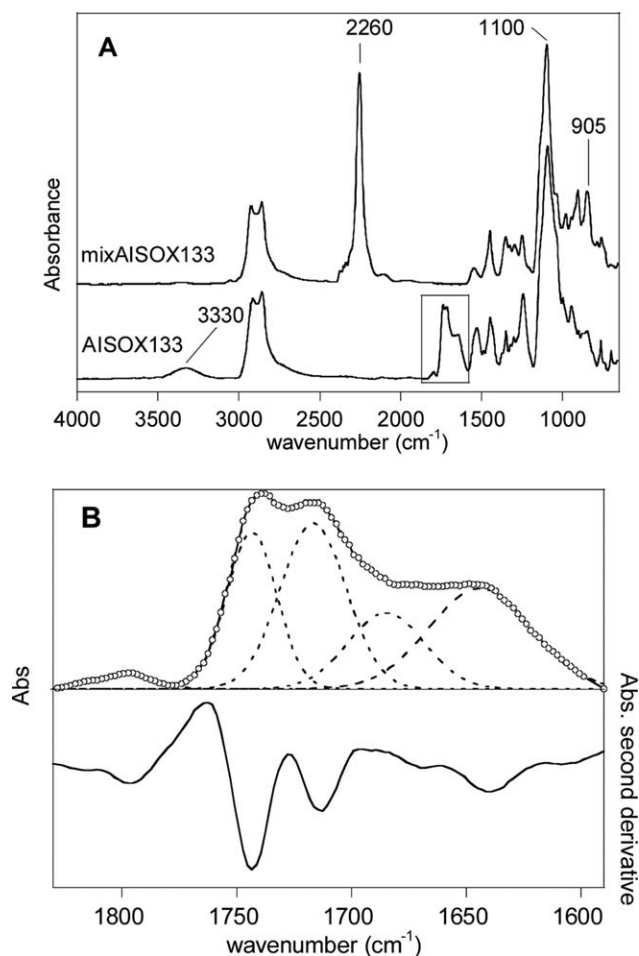 A
2260
1100
905
mixAISOX133
3330
AISOX133
Absorbance
4000 3500 3000 2500 2000 1500 1000
wavenumber (cm⁻¹)
B
Abs
Abs. second derivative
1800 1750 1700 1650 1600
wavenumber (cm⁻¹)